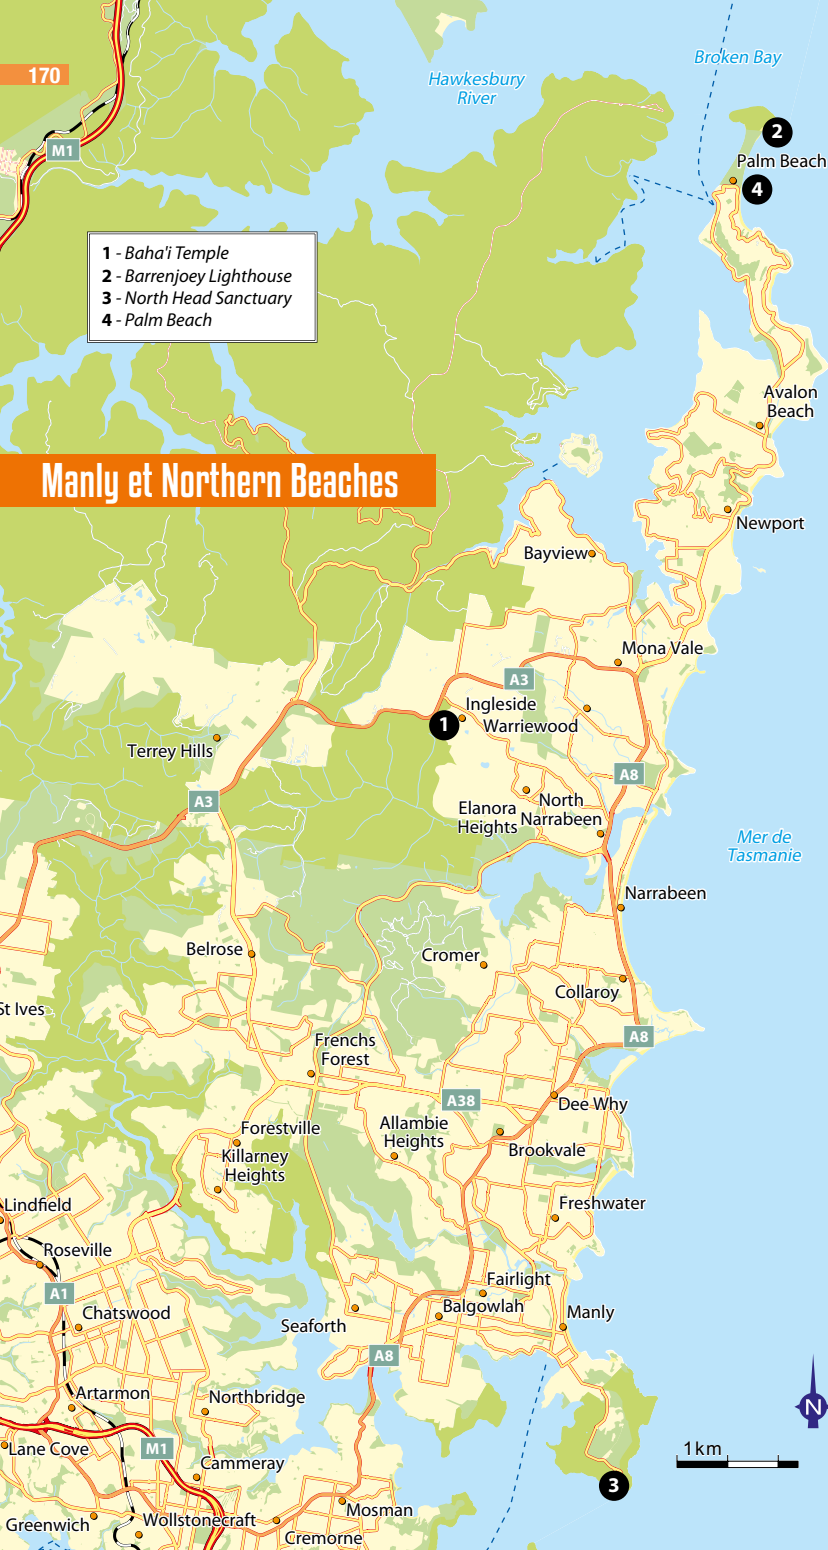 Broken Bay
Hawkesbury
River
170
2
M1
Palm Beach
4
1 - Baha'i Temple
2 - Barrenjoey Lighthouse
3 - North Head Sanctuary
4 - Palm Beach
Avalon
Beach
Manly et Northern Beaches
Newport
Bayview
Mona Vale
A3
Ingleside
1
Warriewood
Terrey Hills
A8
A3
Elanora
Heights
North
Narrabeen
Mer de
Tasmanie
Narrabeen
Belrose
Cromer
Collaroy
St Ives
A8
Frenchs
Forest
A38
Dee Why
Allambie
Heights
Forestville
Brookvale
Killarney
Heights
Lindfield
Freshwater
Roseville
A1
Fairlight
Chatswood
Balgowlah
Manly
Seaforth
A8
Artarmon
Northbridge
N
M1
Lane Cove
1 km
Cammeray
3
Mosman
Greenwich
Wollstonecraft
Cremorne